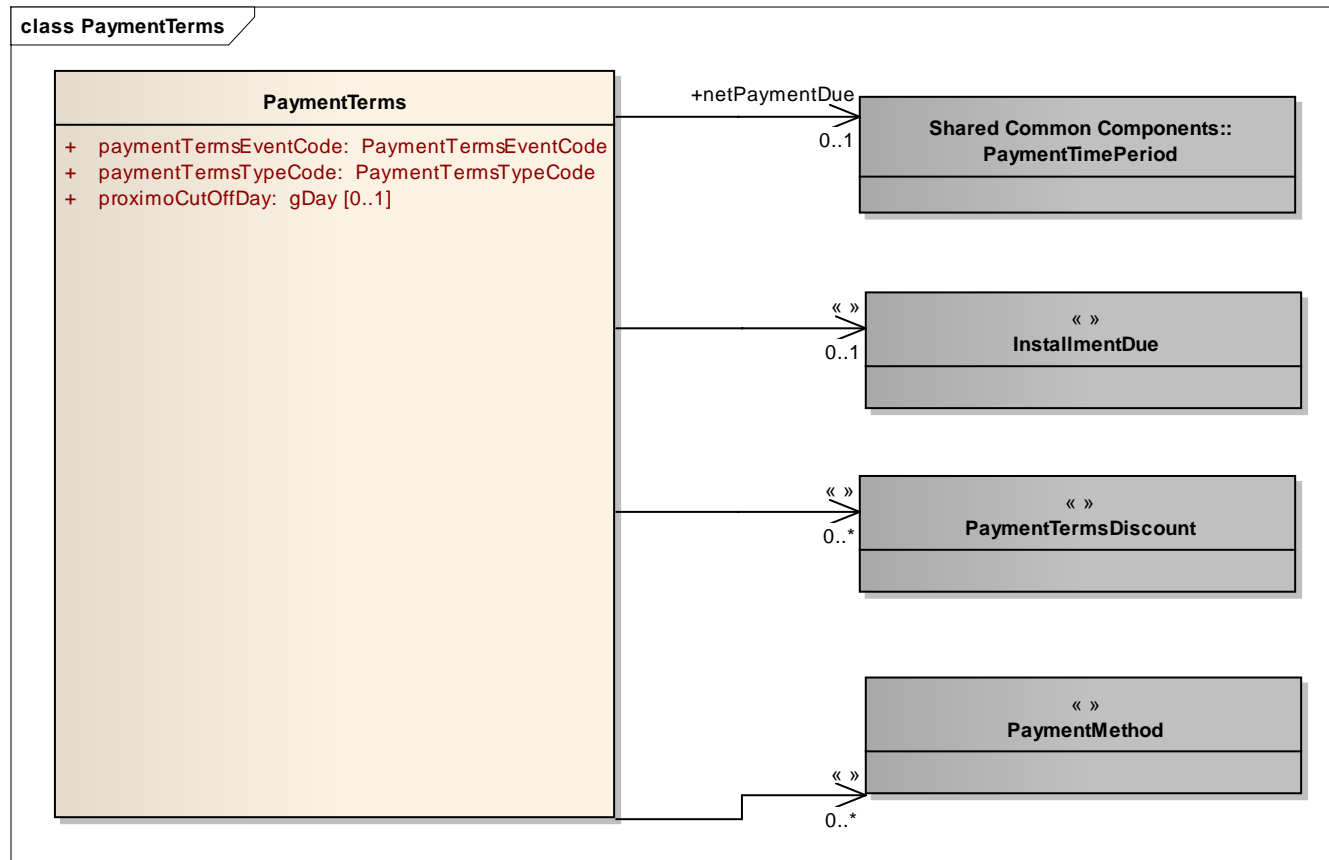 class PaymentTerms
PaymentTerms
+ paymentTermsEventCode: PaymentTermsEventCode
+ paymentTermsTypeCode: PaymentTermsTypeCode
+ proximoCutOffDay: gDay [0..1]
+netPaymentDue
0..1
Shared Common Components::
PaymentTimePeriod
« »
0..1
« »
InstallmentDue
« »
0..*
« »
PaymentTermsDiscount
« »
0..*
« »
PaymentMethod